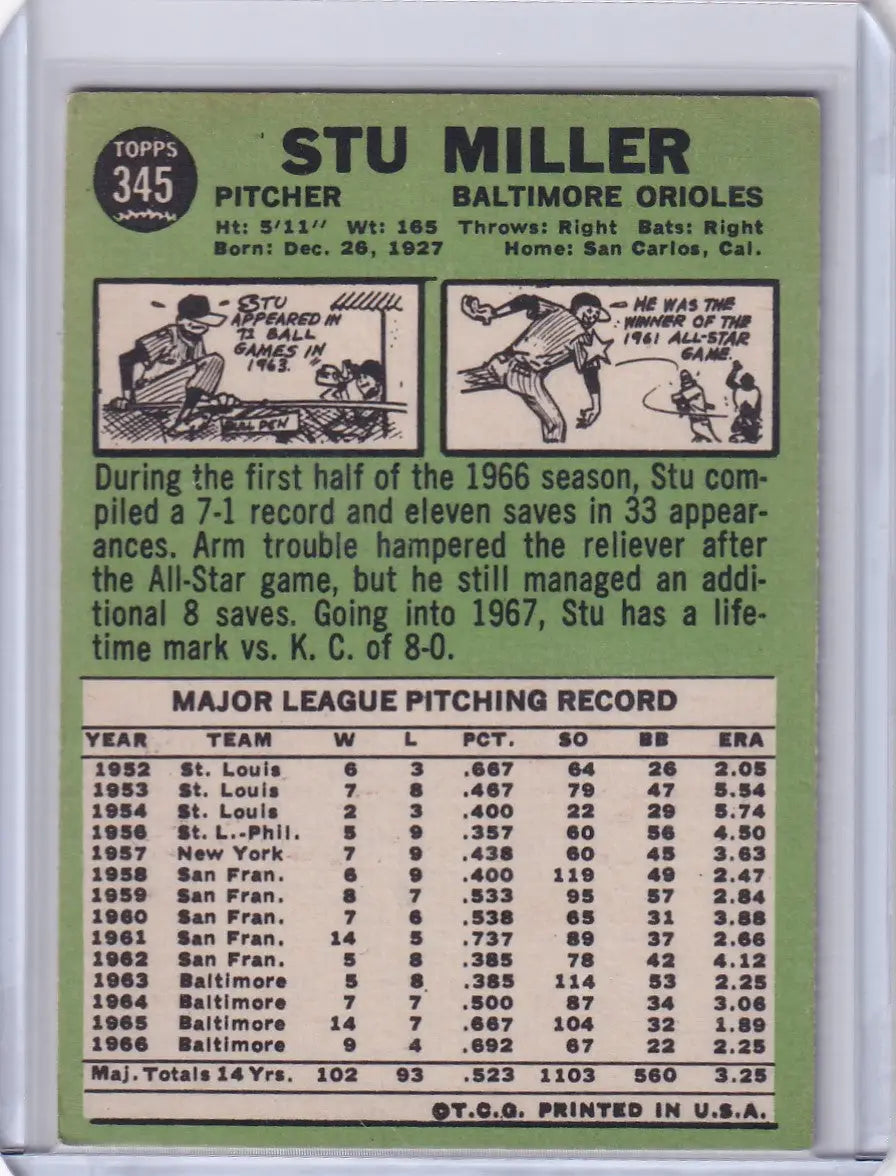 TOPPS
345
STU MILLER
PITCHER BALTIMORE ORIOLES
Ht: 5'11" Wt: 165 Throws: Right Bats: Right
Born: Dec. 26, 1927 Home: San Carlos, Cal.
STU
APPEARED IN
71 BALL
GAMES IN
1963.
BULL PEN
HE WAS THE
WINNER OF THE
1961 ALL-STAR
GAME.
During the first half of the 1966 season, Stu com-
piled a 7-1 record and eleven saves in 33 appear-
ances. Arm trouble hampered the reliever after
the All-Star game, but he still managed an addi-
tional 8 saves. Going into 1967, Stu has a life-
time mark vs. K. C. of 8-0.
MAJOR LEAGUE PITCHING RECORD
YEAR TEAM W L PCT. SO BB ERA
1952 St. Louis 6 3 .667 64 26 2.05
1953 St. Louis 7 8 .467 79 47 5.54
1954 St. Louis 2 3 .400 22 29 5.74
1956 St. L.-Phil. 5 9 .357 60 56 4.50
1957 New York 7 9 .438 60 45 3.63
1958 San Fran. 6 9 .400 119 49 2.47
1959 San Fran. 8 7 .533 95 57 2.84
1960 San Fran. 7 6 .538 65 31 3.88
1961 San Fran. 14 5 .737 89 37 2.66
1962 San Fran. 5 8 .385 78 42 4.12
1963 Baltimore 5 8 .385 114 53 2.25
1964 Baltimore 7 7 .500 87 34 3.06
1965 Baltimore 14 7 .667 104 32 1.89
1966 Baltimore 9 4 .692 67 22 2.25
Maj. Totals 14 Yrs. 102 93 .523 1103 560 3.25
©T.C.G. PRINTED IN U.S.A.